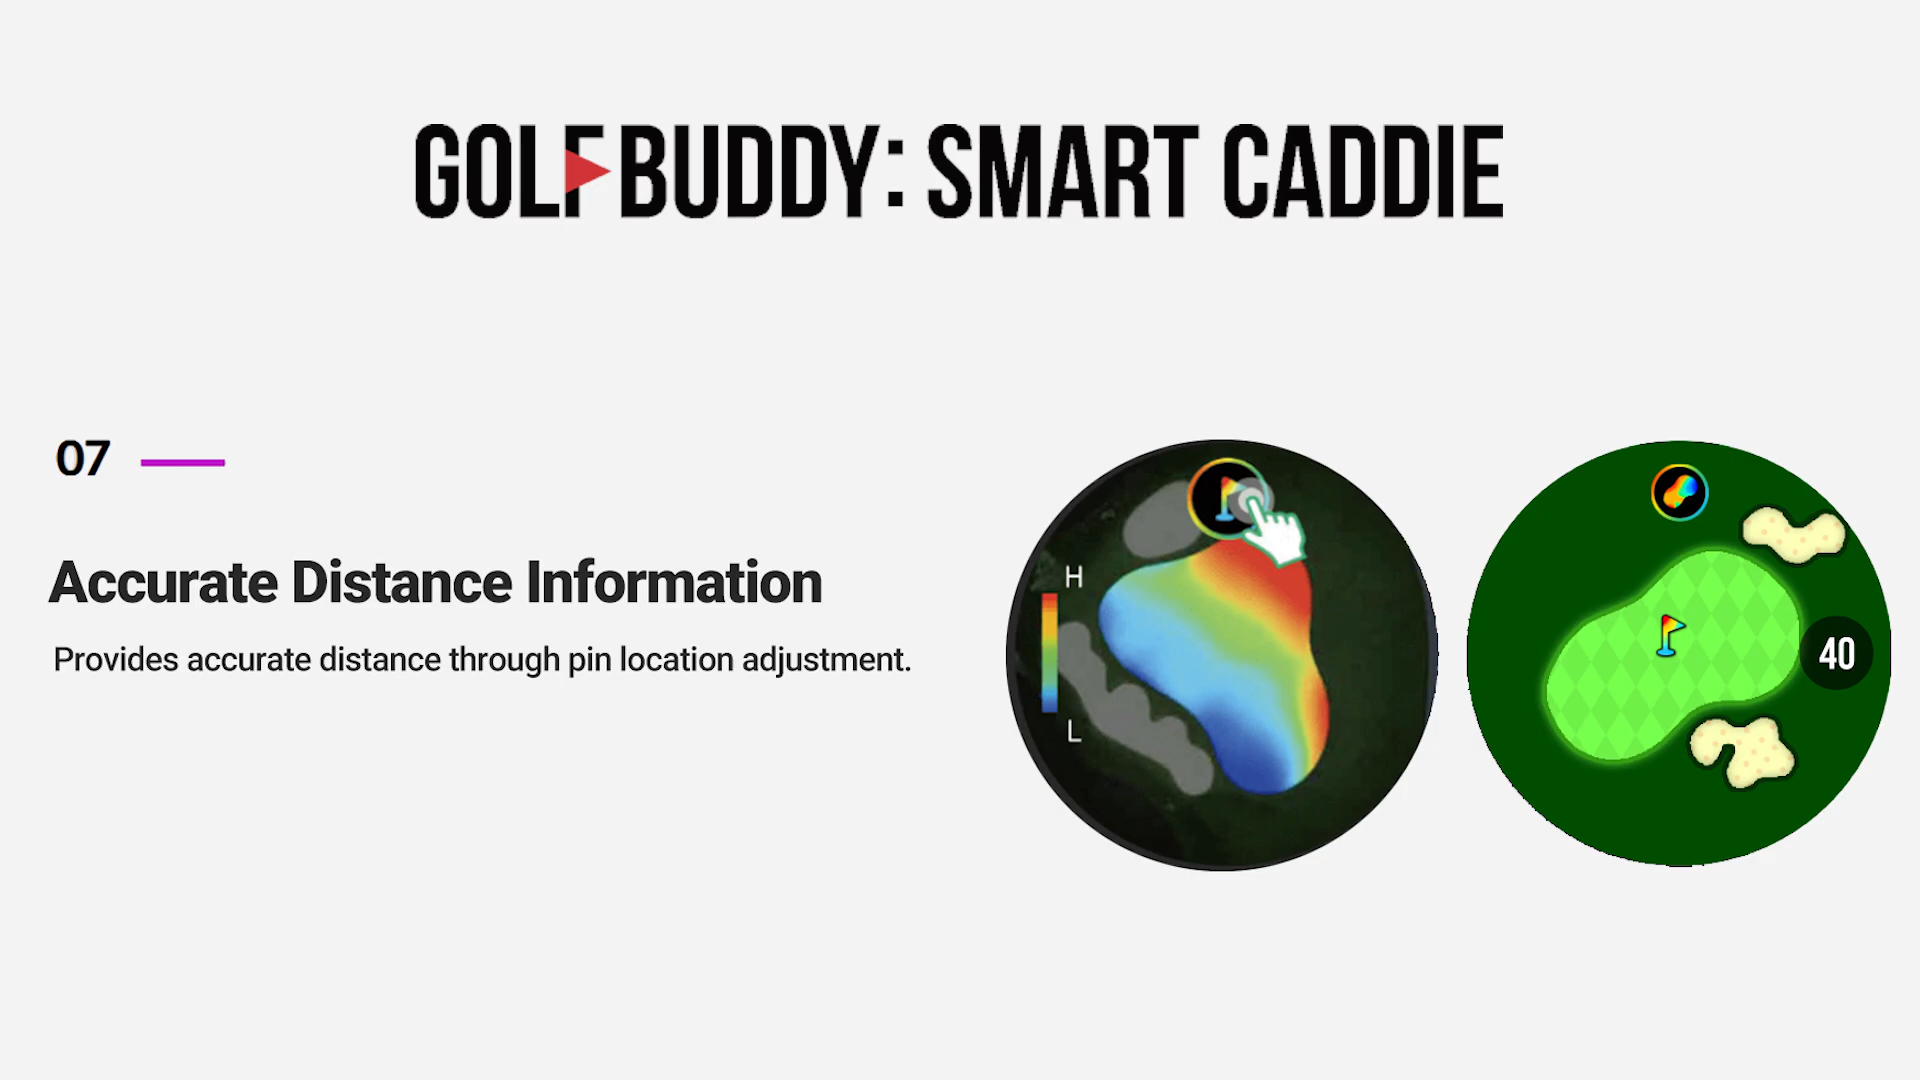 GOLFBUDDY: SMART CADDIE
07
Accurate Distance Information
Provides accurate distance through pin location adjustment.
H
L
40